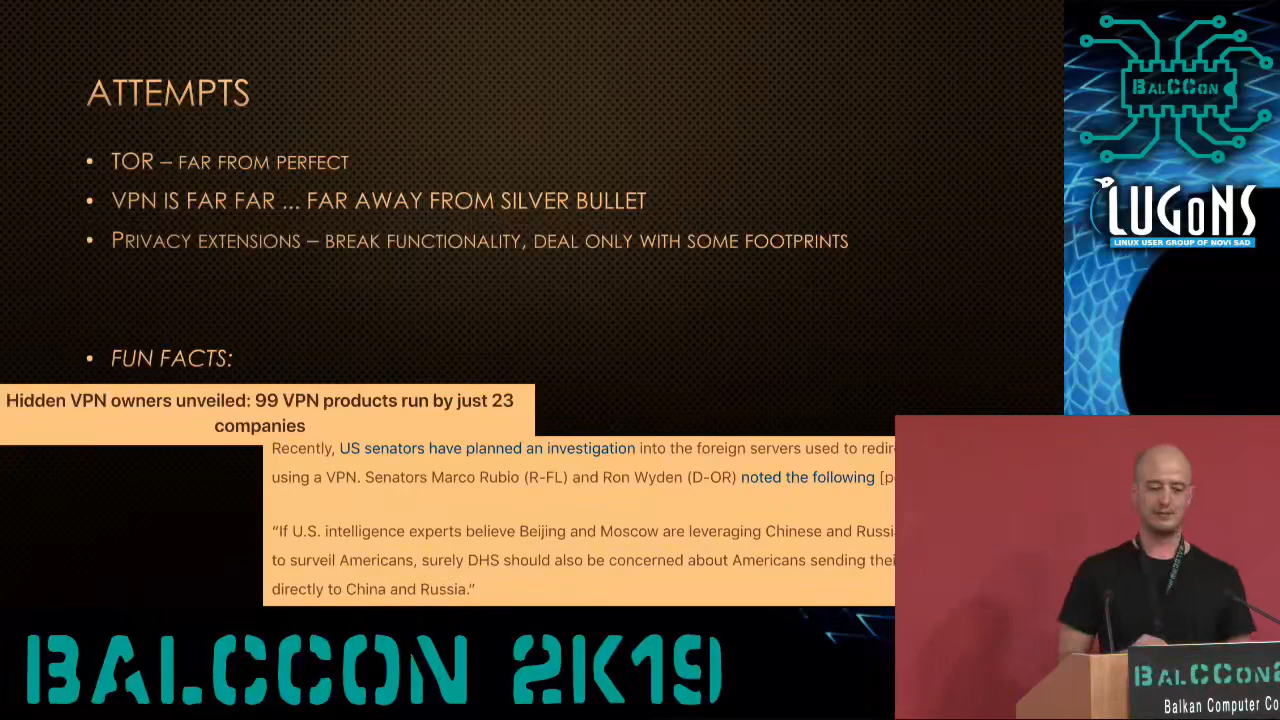 ATTEMPTS
• TOR – FAR FROM PERFECT
• VPN IS FAR FAR ... FAR AWAY FROM SILVER BULLET
• PRIVACY EXTENSIONS – BREAK FUNCTIONALITY, DEAL ONLY WITH SOME FOOTPRINTS
• FUN FACTS:
Hidden VPN owners unveiled: 99 VPN products run by just 23
companies
Recently, US senators have planned an investigation into the foreign servers used to redir
using a VPN. Senators Marco Rubio (R-FL) and Ron Wyden (D-OR) noted the following [p
“If U.S. intelligence experts believe Beijing and Moscow are leveraging Chinese and Russi
to surveil Americans, surely DHS should also be concerned about Americans sending thei
directly to China and Russia.”
BALCCON
LUGoNS
LINUX USER GROUP OF NOVI SAD
BALCCON 2K19
BALCCON2
Balkan Computer Co